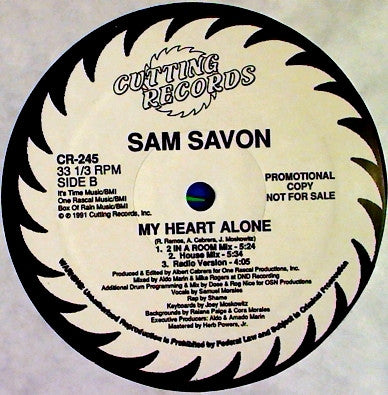 CUTTING
RECORDS
SAM SAVON
CR-245
33 1/3 RPM
SIDE B
It's Time Music/BMI
One Rascal Music/BMI
Box Of Rain Music/BMI
℗ © 1991 Cutting Records, Inc.
PROMOTIONAL
COPY
NOT FOR SALE
MY HEART ALONE
(R. Ramos, A. Cabrera, J. Moskowitz)
1. 2 IN A ROOM Mix - 5:24
2. House Mix - 5:34
3. Radio Version - 4:05
Produced & Edited by Albert Cabrera for One Rascal Productions, Inc.
Mixed by Aldo Marin & Mike Rogers at DND Recording
Additional Drum Programming & Mix by Dose & Rog Nice for OSN Productions
Vocals by Samuel Morales
Rap by Shame
Keyboards by Joey Moskowitz
Backgrounds by Raiana Paige & Cora Morales
Executive Producers: Aldo & Amado Marin
Mastered by Herb Powers, Jr.
WARNING: Unauthorized Reproduction is Prohibited by Federal Law and Subject to Criminal Prosecution